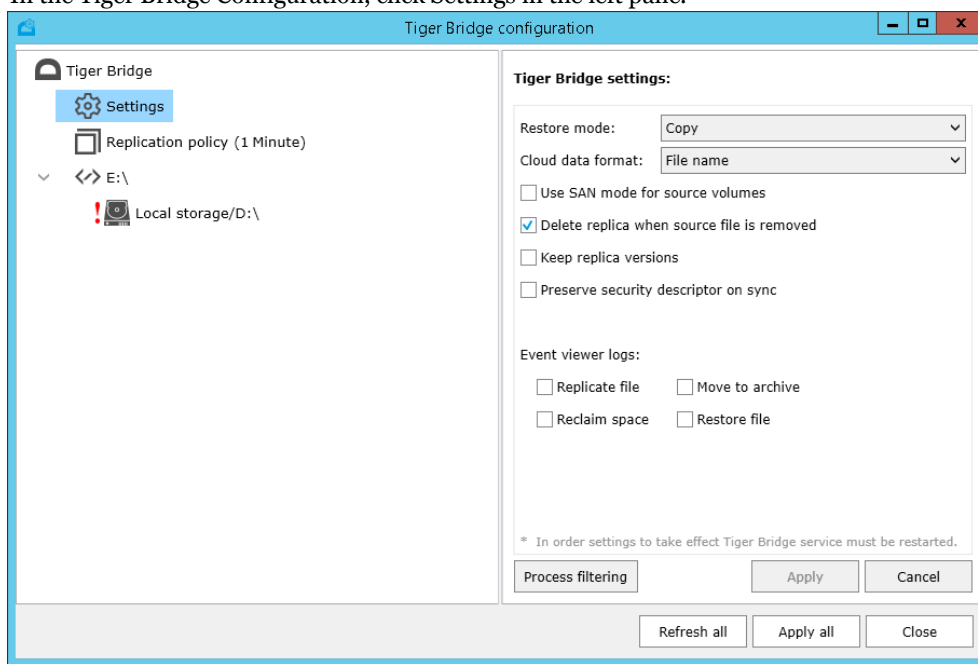 In the Tiger Bridge Configuration, click Settings in the left pane.
Tiger Bridge configuration
Tiger Bridge
Settings
Replication policy (1 Minute)
E:\
Local storage/D:\
Tiger Bridge settings:
Restore mode: Copy
Cloud data format: File name
Use SAN mode for source volumes
Delete replica when source file is removed
Keep replica versions
Preserve security descriptor on sync
Event viewer logs:
Replicate file Move to archive
Reclaim space Restore file
* In order settings to take effect Tiger Bridge service must be restarted.
Process filtering Apply Cancel
Refresh all Apply all Close